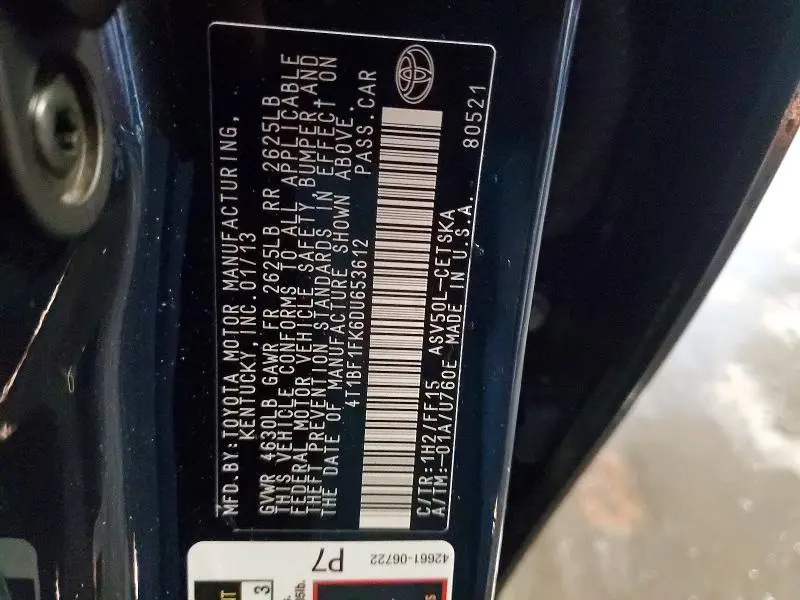 MFD.BY:TOYOTA MOTOR MANUFACTURING,
KENTUCKY, INC. 01/13
GVWR 4630LB GAWR FR 2625LB RR 2625LB
THIS VEHICLE CONFORMS TO ALL APPLICABLE
FEDERAL MOTOR VEHICLE SAFETY, BUMPER, AND
THEFT PREVENTION STANDARDS IN EFFECT ON
THE DATE OF MANUFACTURE SHOWN ABOVE.
4T1BF1FK6DU653612 PASS.CAR
C/TR:1H2/FF15 ASV50L-CETSKA
A/TM:-01A/U760E MADE IN U.S.A. 80521
P7
42661-06722
3